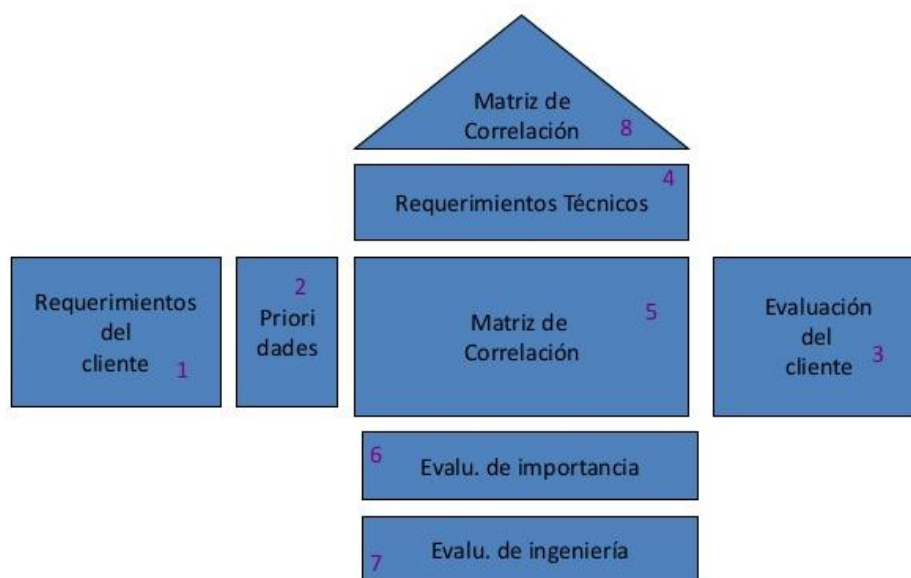 Matriz de
Correlación 8
4
Requerimientos Técnicos
Requerimientos
del
cliente 1
2
Priori
dades
Matriz de
Correlación
5
Evaluación
del
cliente 3
6
Evalu. de importancia
Evalu. de ingeniería
7